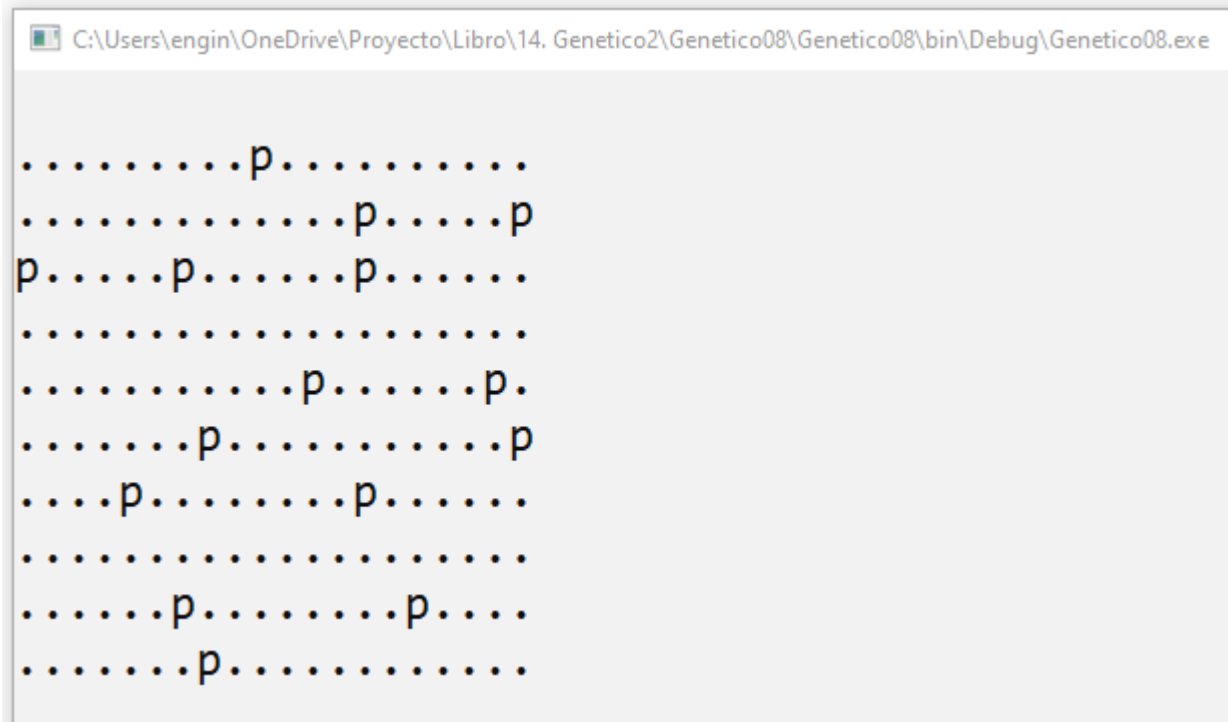 C:\Users\engin\OneDrive\Proyecto\Libro\14. Genetico2\Genetico08\Genetico08\bin\Debug\Genetico08.exe
.........p..........
.............p.....p
p.....p......p......
....................
...........p......p.
.......p...........p
....p........p......
....................
......p........p....
.......p............